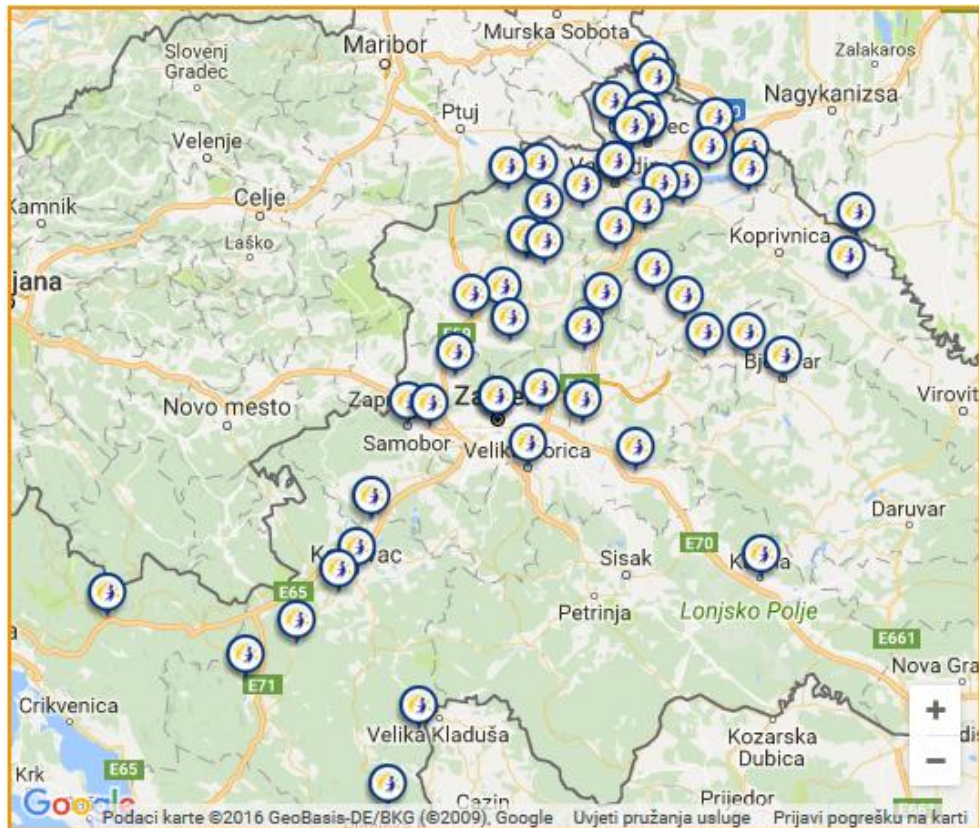 Murska Sobota
Slovenj
Gradec
Maribor
Zalakaros
Nagykanizsa
Ptuj
Velenje
Celje
Kamnik
Laško
Koprivnica
jana
Novo mesto
Samobor
Virovit
Daruvar
E70
Sisak
Petrinja
Lonjsko Polje
E65
E661
Nova Gra
E71
Crikvenica
Velika Kladuša
Kozarska
Dubica
+
−
Krk
E65
Cazin
Prijedor
Google
Podaci karte ©2016 GeoBasis-DE/BKG (©2009), Google Uvjeti pružanja usluge Prijavi pogrešku na karti